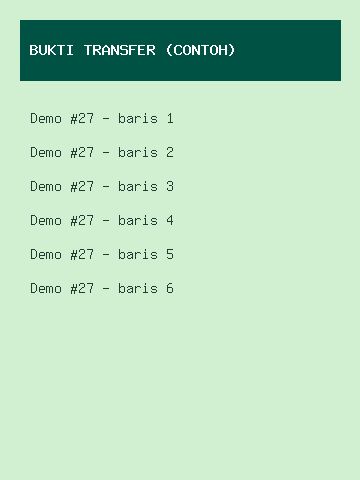 BUKTI TRANSFER (CONTOH)
Demo #27 - baris 1
Demo #27 - baris 2
Demo #27 - baris 3
Demo #27 - baris 4
Demo #27 - baris 5
Demo #27 - baris 6